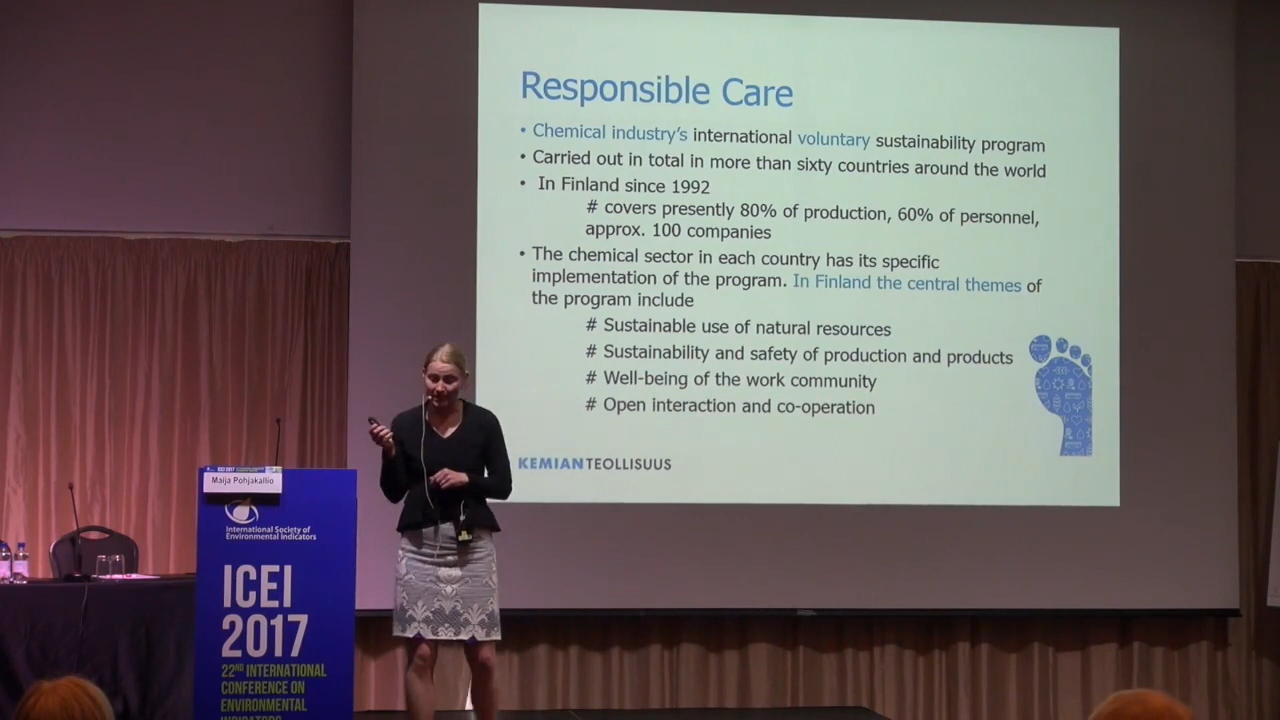 Responsible Care
• Chemical industry's international voluntary sustainability program
• Carried out in total in more than sixty countries around the world
• In Finland since 1992
# covers presently 80% of production, 60% of personnel,
approx. 100 companies
• The chemical sector in each country has its specific
implementation of the program. In Finland the central themes of
the program include
# Sustainable use of natural resources
# Sustainability and safety of production and products
# Well-being of the work community
# Open interaction and co-operation
KEMIANTEOLLISUUS
ICEI 2017
Maija Pohjakallio
International Society of
Environmental Indicators
ICEI
2017
22ND INTERNATIONAL
CONFERENCE ON
ENVIRONMENTAL
INDICATORS